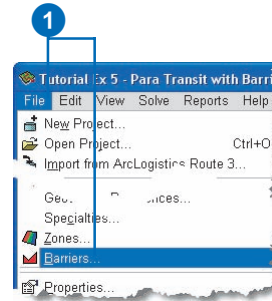 1
Tutorial Ex 5 - Para Transit with Barri
File Edit View Solve Reports Help
New Project...
Open Project... Ctrl+O
Import from ArcLogistics Route 3...
Specialties...
Zones...
Barriers...
Properties...